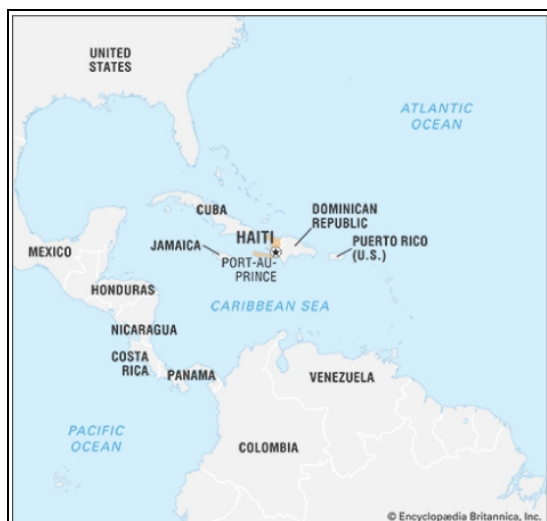 UNITED
STATES
ATLANTIC
OCEAN
CUBA
DOMINICAN
REPUBLIC
HAITI
PUERTO RICO
(U.S.)
MEXICO
JAMAICA
PORT-AU-
PRINCE
HONDURAS
CARIBBEAN SEA
NICARAGUA
COSTA
RICA
PANAMA
VENEZUELA
PACIFIC
OCEAN
COLOMBIA
© Encyclopædia Britannica, Inc.